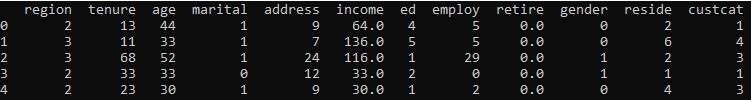 region tenure age marital address income ed employ retire gender reside custcat
0 2 13 44 1 9 64.0 4 5 0.0 0 2 1
1 3 11 33 1 7 136.0 5 5 0.0 0 6 4
2 3 68 52 1 24 116.0 1 29 0.0 1 2 3
3 2 33 33 0 12 33.0 2 0 0.0 1 1 1
4 2 23 30 1 9 30.0 1 2 0.0 0 4 3